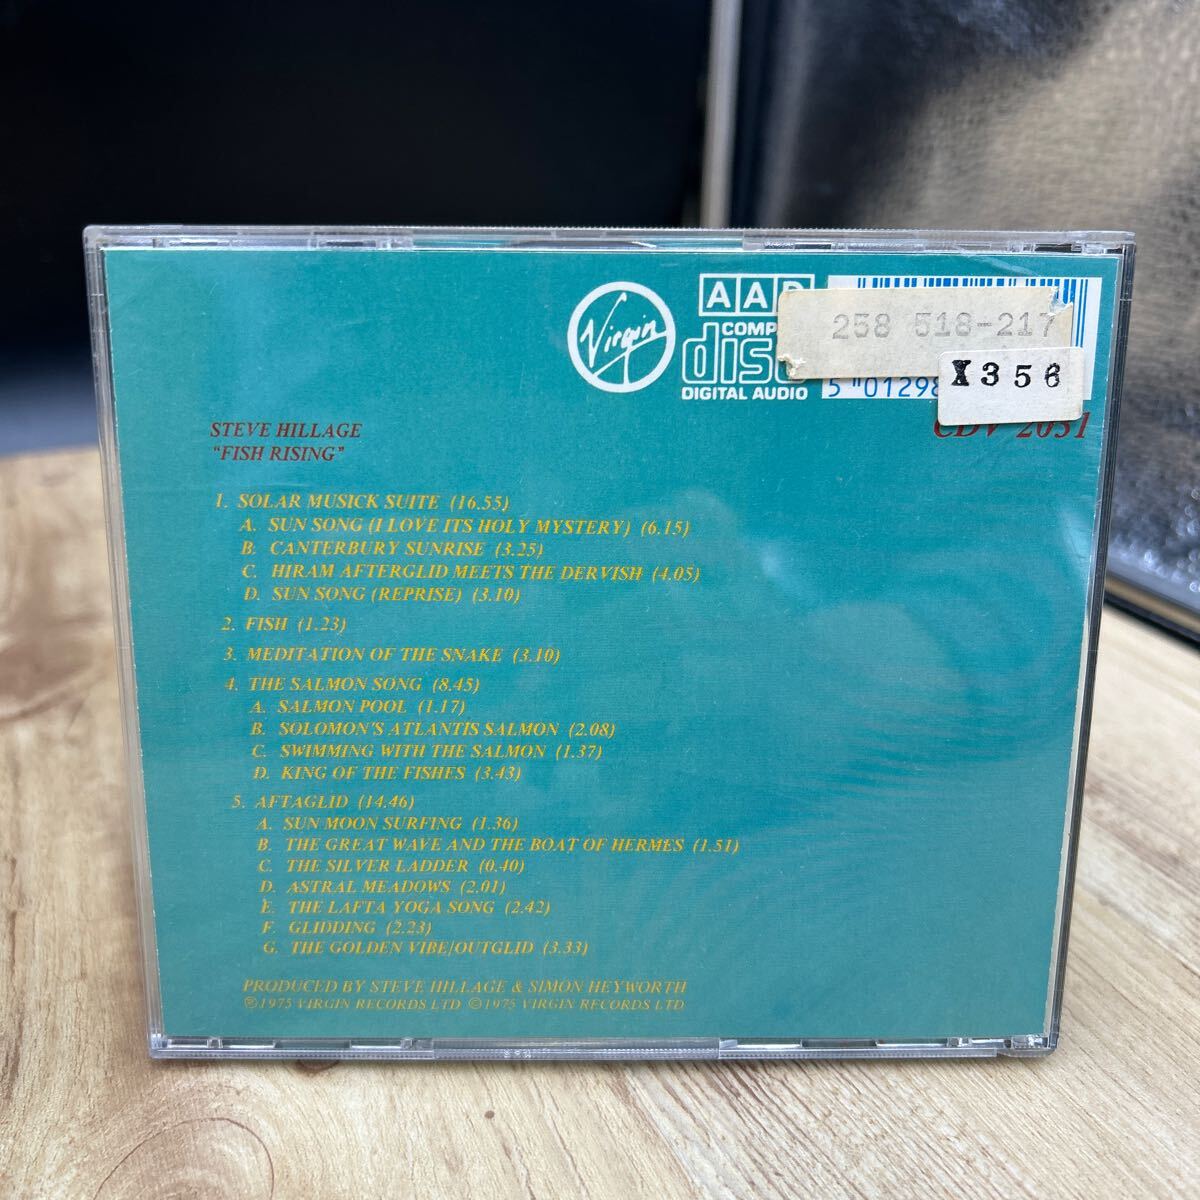 Virgin
AAD
COMP
disc
DIGITAL AUDIO
258 518-217
X356
5 "01298
CDV 2031
STEVE HILLAGE
"FISH RISING"
1. SOLAR MUSICK SUITE (16.55)
A. SUN SONG (I LOVE ITS HOLY MYSTERY) (6.15)
B. CANTERBURY SUNRISE (3.25)
C. HIRAM AFTERGLID MEETS THE DERVISH (4.05)
D. SUN SONG (REPRISE) (3.10)
2. FISH (1.23)
3. MEDITATION OF THE SNAKE (3.10)
4. THE SALMON SONG (8.45)
A. SALMON POOL (1.17)
B. SOLOMON'S ATLANTIS SALMON (2.08)
C. SWIMMING WITH THE SALMON (1.37)
D. KING OF THE FISHES (3.43)
5. AFTAGLID (14.46)
A. SUN MOON SURFING (1.36)
B. THE GREAT WAVE AND THE BOAT OF HERMES (1.51)
C. THE SILVER LADDER (0.40)
D. ASTRAL MEADOWS (2.01)
E. THE LAFTA YOGA SONG (2.42)
F. GLIDDING (2.23)
G. THE GOLDEN VIBE/OUTGLID (3.33)
PRODUCED BY STEVE HILLAGE & SIMON HEYWORTH
℗1975 VIRGIN RECORDS LTD ©1975 VIRGIN RECORDS LTD